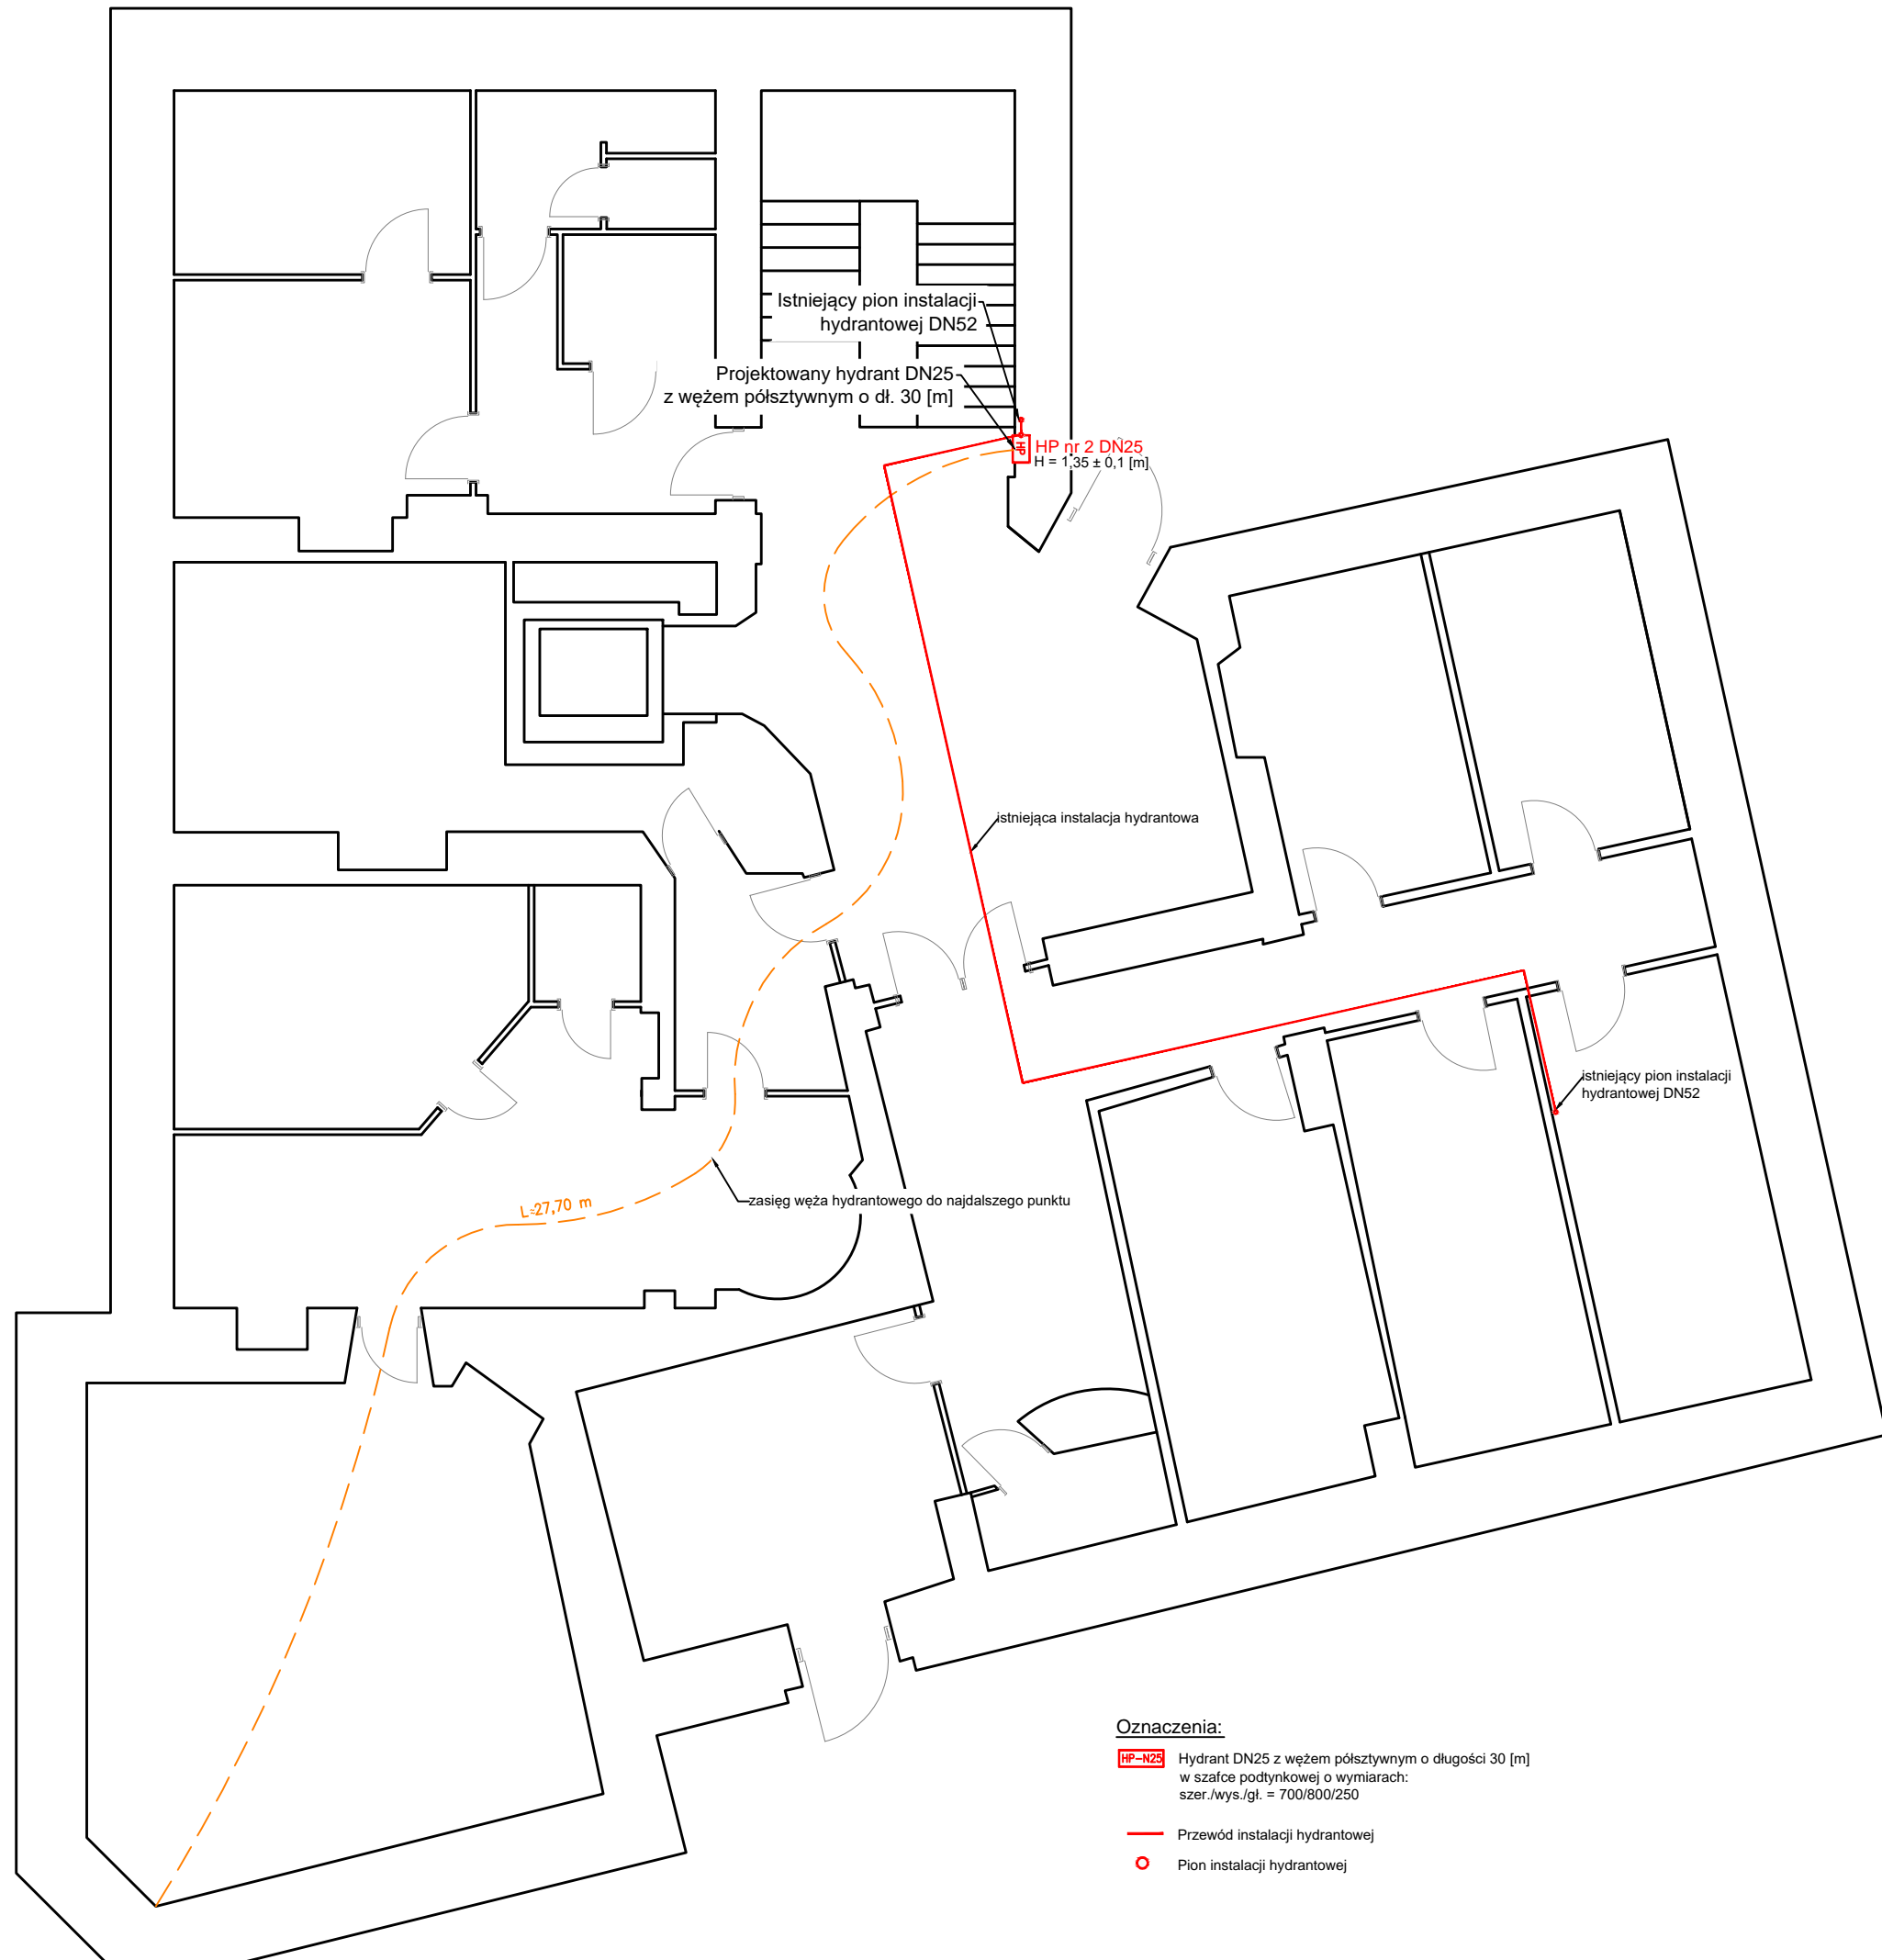 Istniejący pion instalacji
hydrantowej DN52
Projektowany hydrant DN25
z wężem półsztywnym o dł. 30 [m]
HP
HP nr 2 DN25
H = 1,35 ± 0,1 [m]
istniejąca instalacja hydrantowa
istniejący pion instalacji
hydrantowej DN52
zasięg węża hydrantowego do najdalszego punktu
L=27,70 m
Oznaczenia:
HP-N25
Hydrant DN25 z wężem półsztywnym o długości 30 [m]
w szafce podtynkowej o wymiarach:
szer./wys./gł. = 700/800/250
Przewód instalacji hydrantowej
Pion instalacji hydrantowej